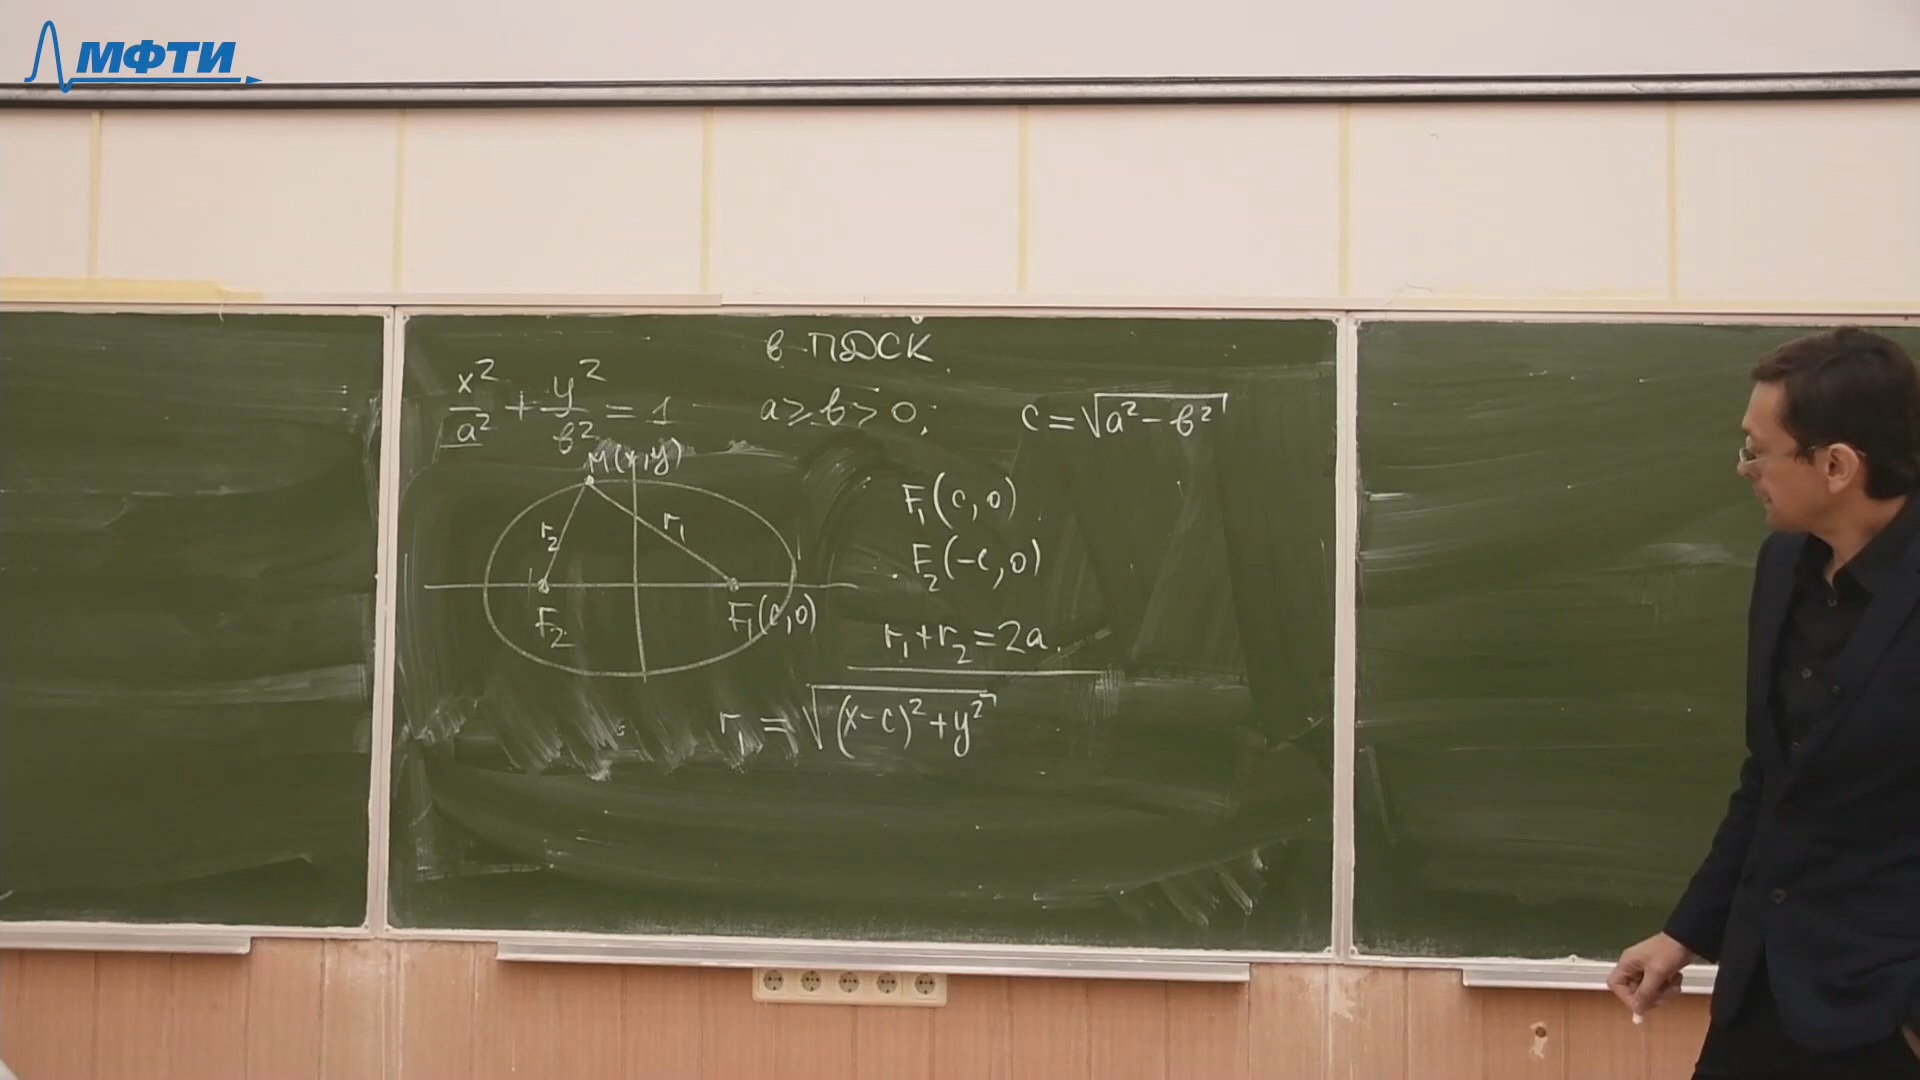 МФТИ
в ПДСК
x²/a² + y²/b² = 1 a ≥ b > 0; c = √(a² − b²)
M(x,y)
r₂ r₁
F₂ F₁(c,0)
F₁(c,0)
F₂(−c,0)
r₁ + r₂ = 2a.
r₁ = √((x−c)² + y²)